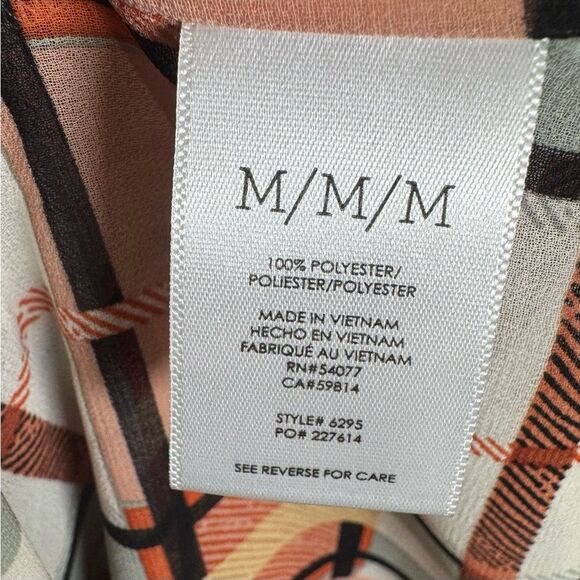 M/M/M
100% POLYESTER/
POLIESTER/POLYESTER
MADE IN VIETNAM
HECHO EN VIETNAM
FABRIQUÉ AU VIETNAM
RN#54077
CA#59814
STYLE# 6295
PO# 227614
SEE REVERSE FOR CARE